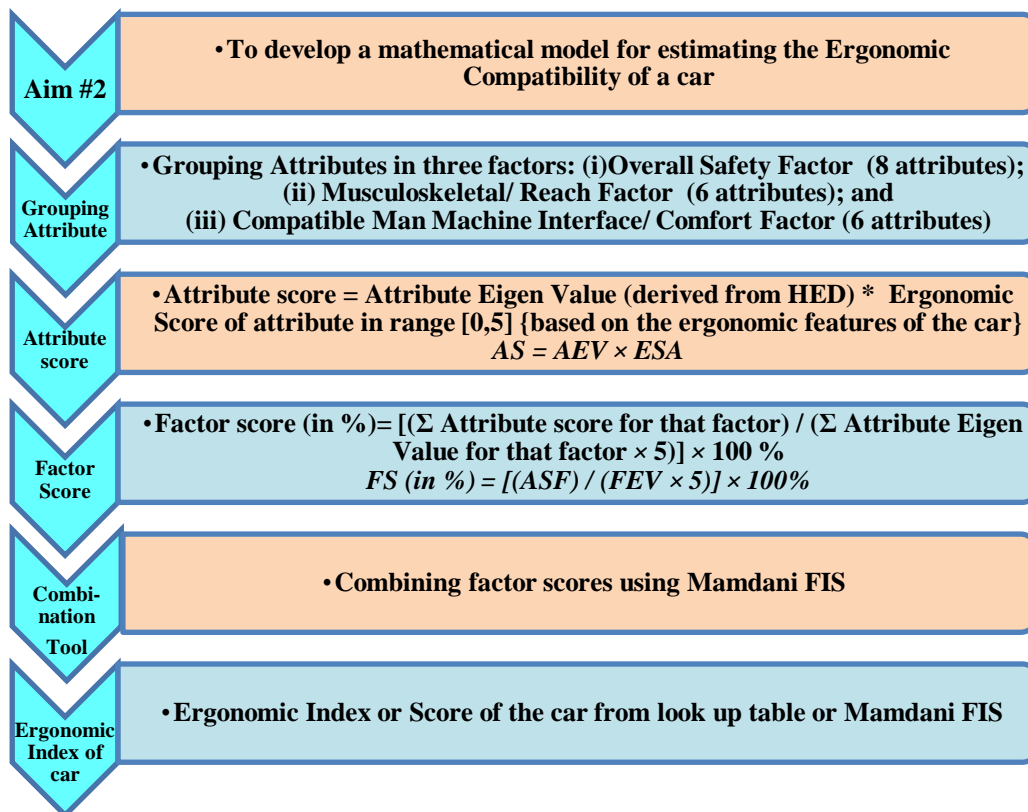 Aim #2
•To develop a mathematical model for estimating the Ergonomic
Compatibility of a car
Grouping
Attribute
•Grouping Attributes in three factors: (i)Overall Safety Factor (8 attributes);
(ii) Musculoskeletal/ Reach Factor (6 attributes); and
(iii) Compatible Man Machine Interface/ Comfort Factor (6 attributes)
Attribute
score
•Attribute score = Attribute Eigen Value (derived from HED) * Ergonomic
Score of attribute in range [0,5] {based on the ergonomic features of the car}
AS = AEV × ESA
Factor
Score
•Factor score (in %)= [(Σ Attribute score for that factor) / (Σ Attribute Eigen
Value for that factor × 5)] × 100 %
FS (in %) = [(ASF) / (FEV × 5)] × 100%
Combi-
nation
Tool
•Combining factor scores using Mamdani FIS
Ergonomic
Index of
car
•Ergonomic Index or Score of the car from look up table or Mamdani FIS